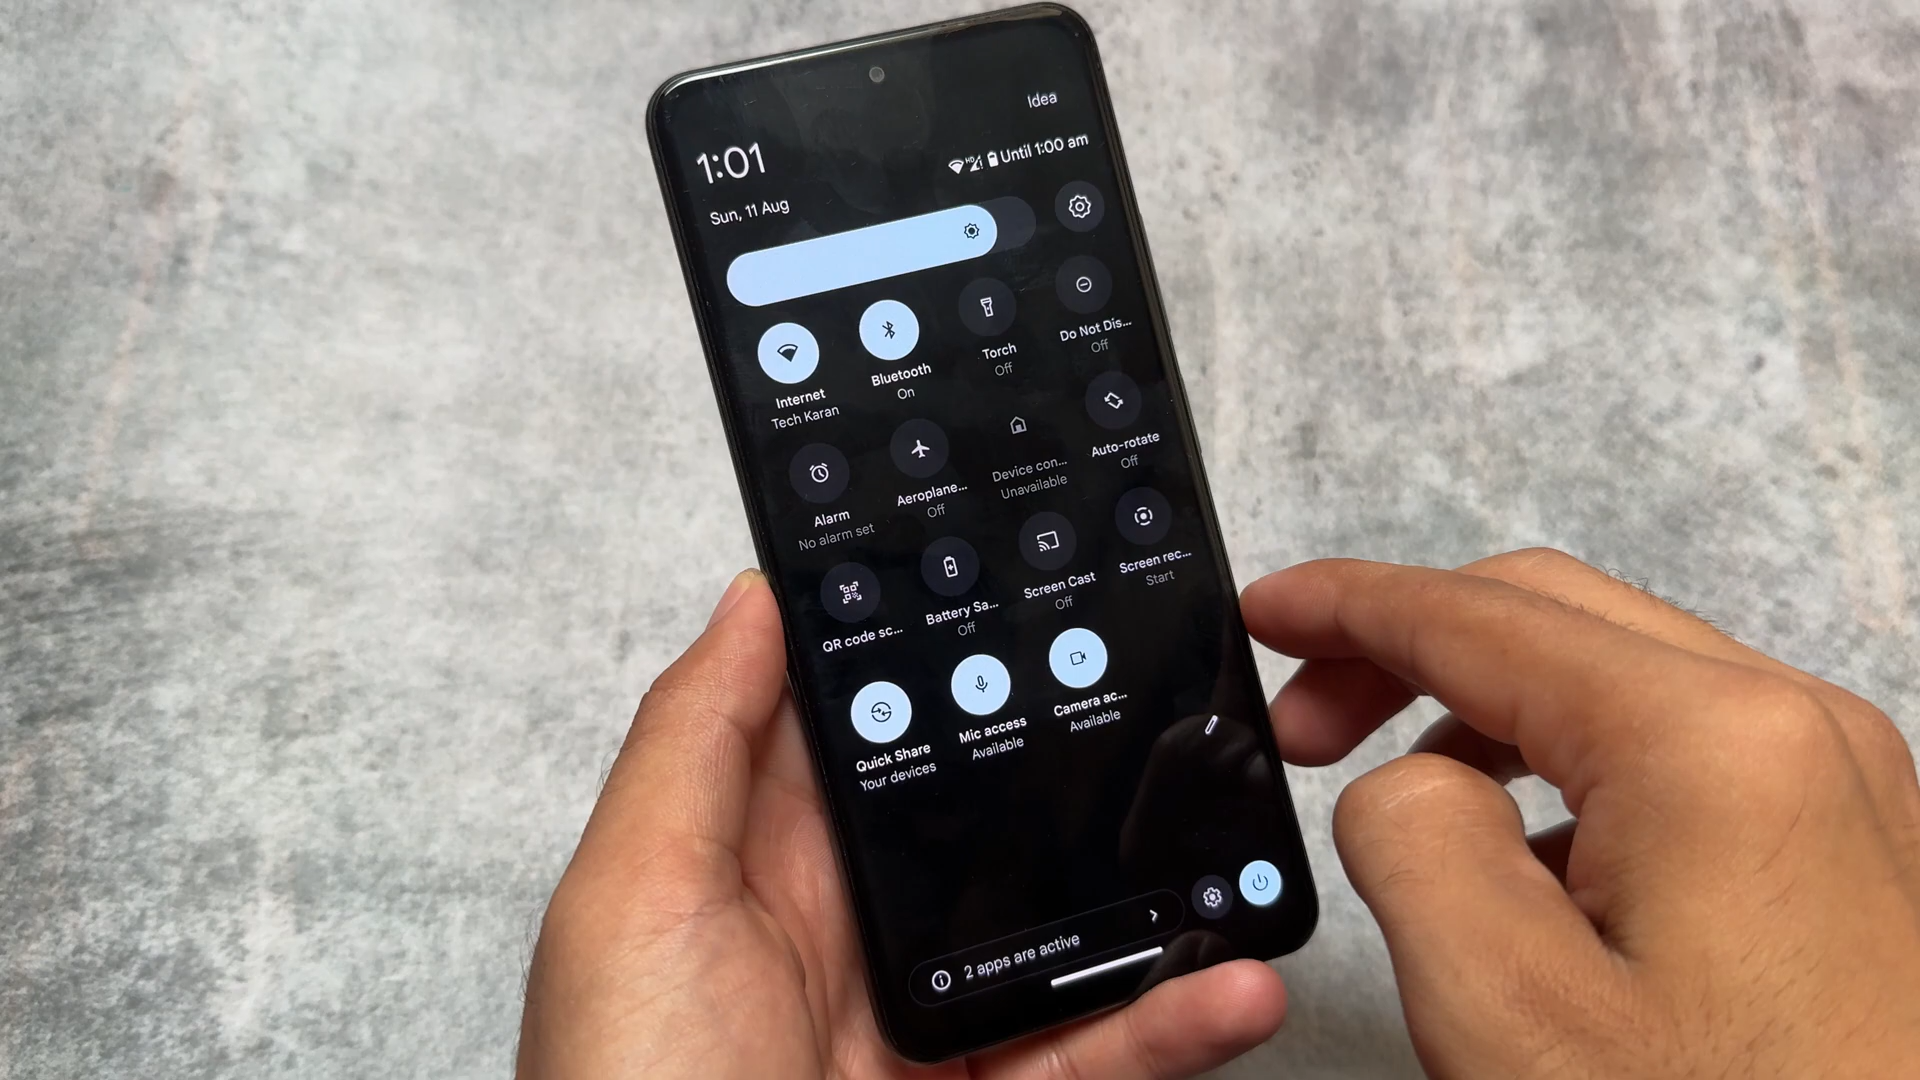 Idea
1:01
HD Until 1:00 am
Sun, 11 Aug
Internet
Tech Karan
Bluetooth
On
Torch
Off
Do Not Dis...
Off
Alarm
No alarm set
Aeroplane...
Off
Device con...
Unavailable
Auto-rotate
Off
QR code sc...
Battery Sa...
Off
Screen Cast
Off
Screen rec...
Start
Quick Share
Your devices
Mic access
Available
Camera ac...
Available
2 apps are active